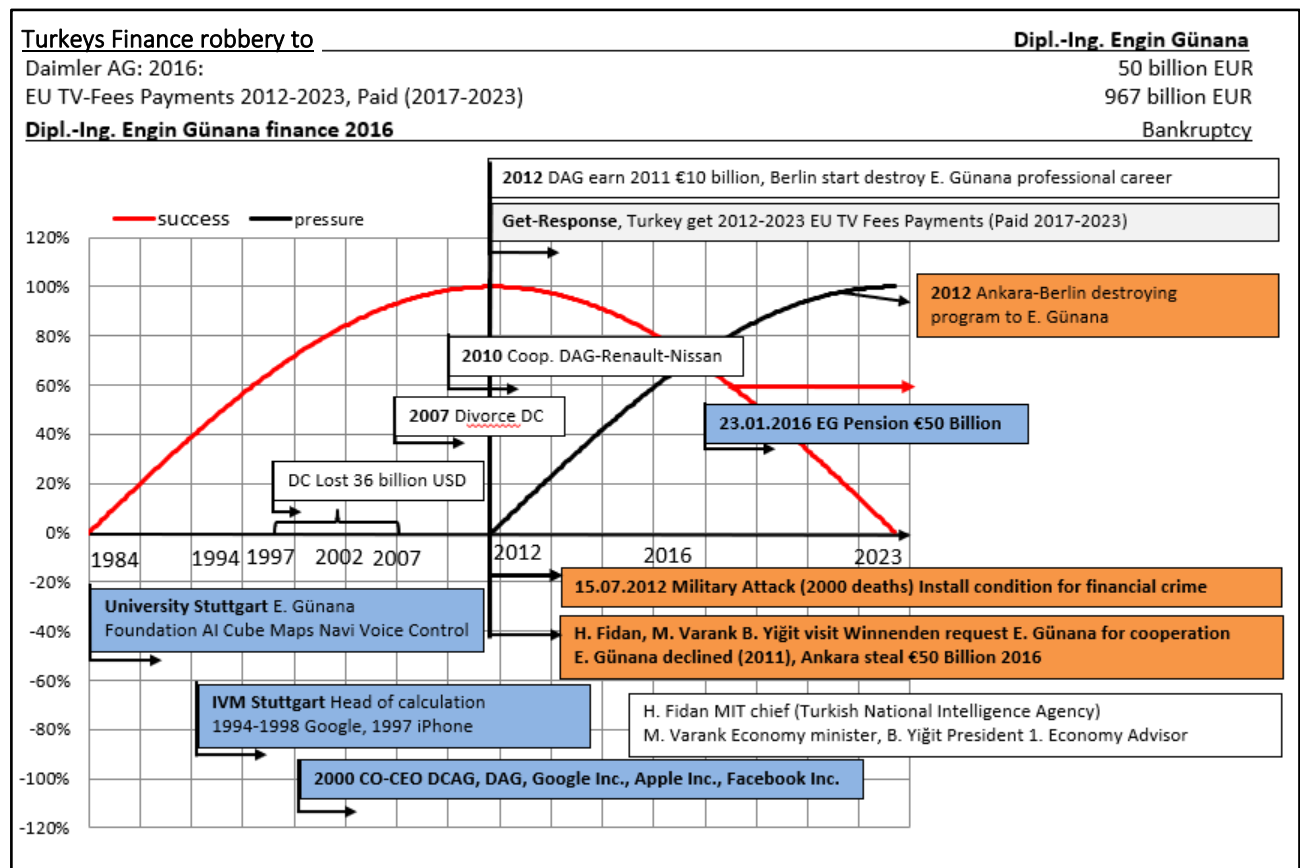 Turkeys Finance robbery to Dipl.-Ing. Engin Günana
Daimler AG: 2016: 50 billion EUR
EU TV-Fees Payments 2012-2023, Paid (2017-2023) 967 billion EUR
Dipl.-Ing. Engin Günana finance 2016 Bankruptcy
2012 DAG earn 2011 €10 billion, Berlin start destroy E. Günana professional career
success pressure
Get-Response, Turkey get 2012-2023 EU TV Fees Payments (Paid 2017-2023)
120%
100%
80%
60%
40%
20%
0%
-20%
-40%
-60%
-80%
-100%
-120%
2012 Ankara-Berlin destroying
program to E. Günana
2010 Coop. DAG-Renault-Nissan
2007 Divorce DC
23.01.2016 EG Pension €50 Billion
DC Lost 36 billion USD
1984 1994 1997 2002 2007 2012 2016 2023
15.07.2012 Military Attack (2000 deaths) Install condition for financial crime
University Stuttgart E. Günana
Foundation AI Cube Maps Navi Voice Control
H. Fidan, M. Varank B. Yiğit visit Winnenden request E. Günana for cooperation
E. Günana declined (2011), Ankara steal €50 Billion 2016
IVM Stuttgart Head of calculation
1994-1998 Google, 1997 iPhone
H. Fidan MIT chief (Turkish National Intelligence Agency)
M. Varank Economy minister, B. Yiğit President 1. Economy Advisor
2000 CO-CEO DCAG, DAG, Google Inc., Apple Inc., Facebook Inc.